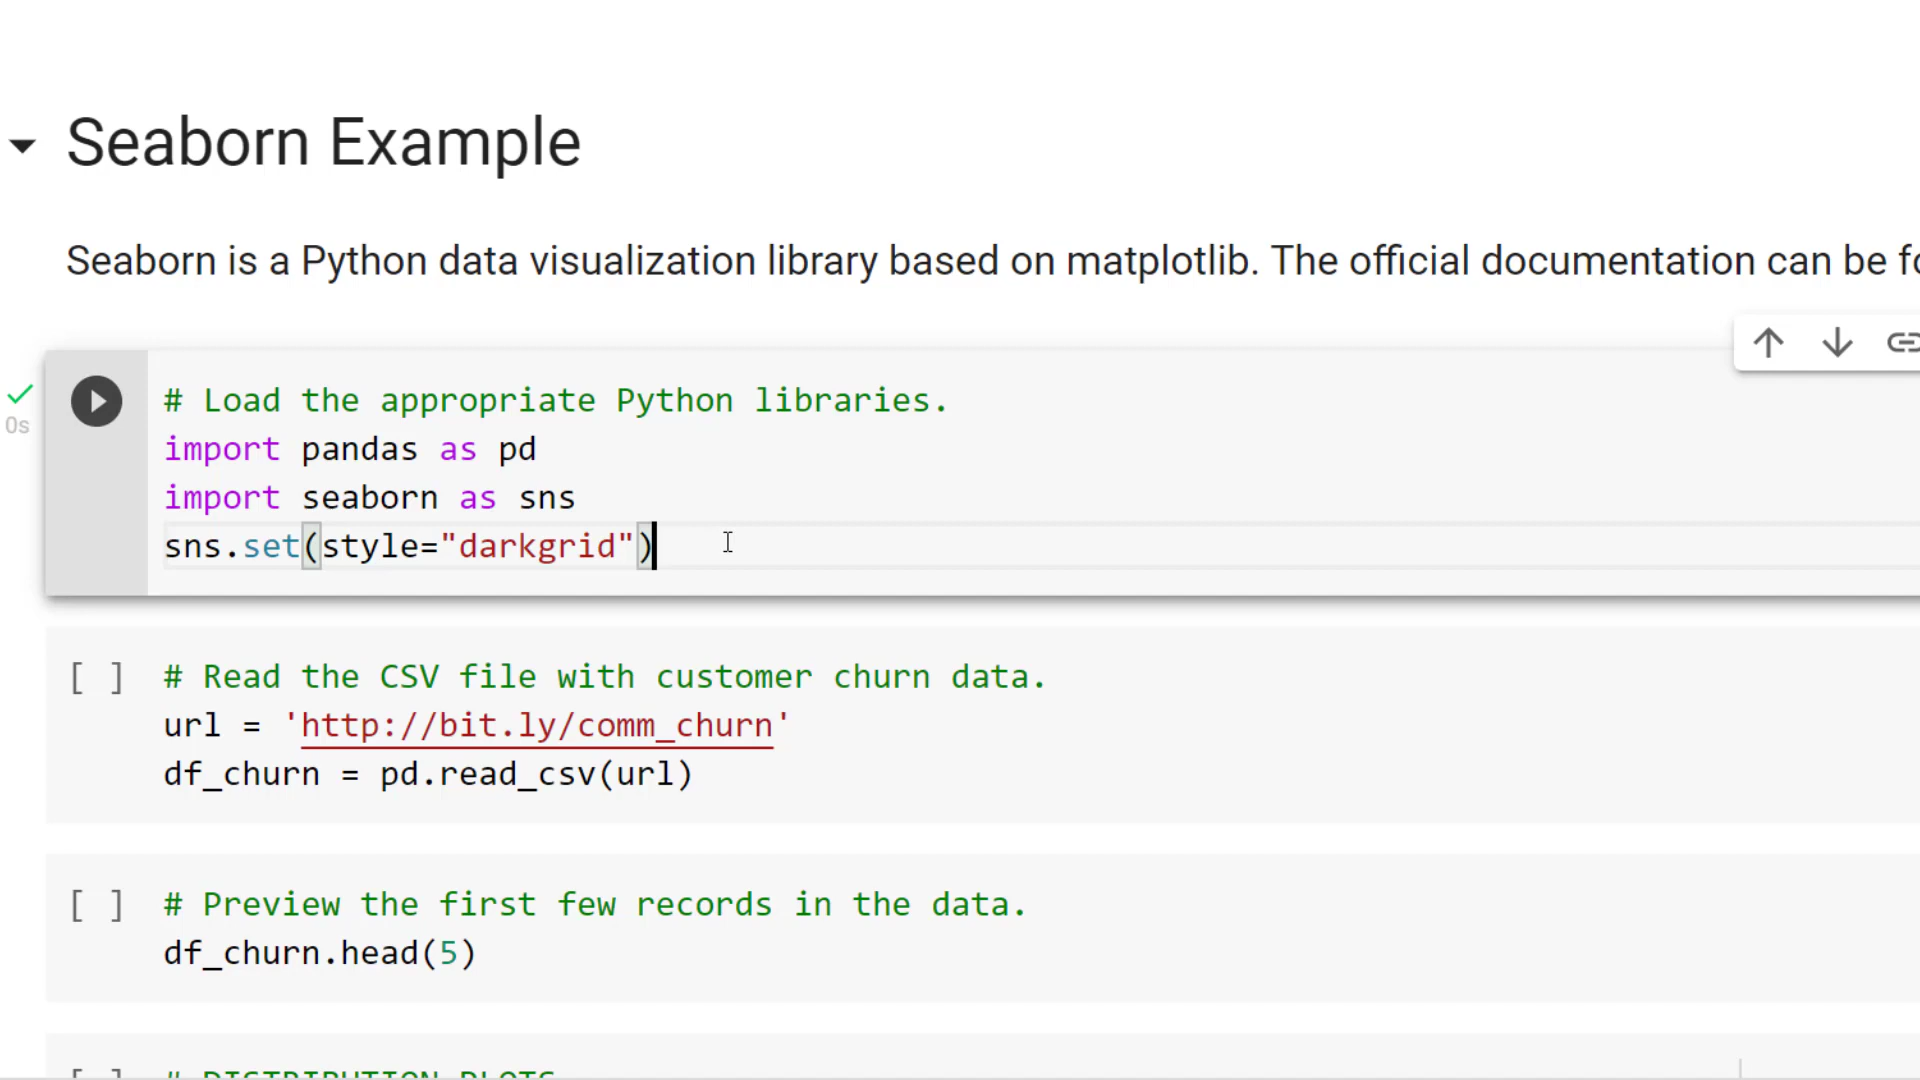 Seaborn Example
Seaborn is a Python data visualization library based on matplotlib. The official documentation can be
# Load the appropriate Python libraries.
import pandas as pd
import seaborn as sns
sns.set(style="darkgrid")
0s
[ ] # Read the CSV file with customer churn data.
url = 'http://bit.ly/comm_churn'
df_churn = pd.read_csv(url)
[ ] # Preview the first few records in the data.
df_churn.head(5)
[ ] # DISTRIBUTION PLOTS